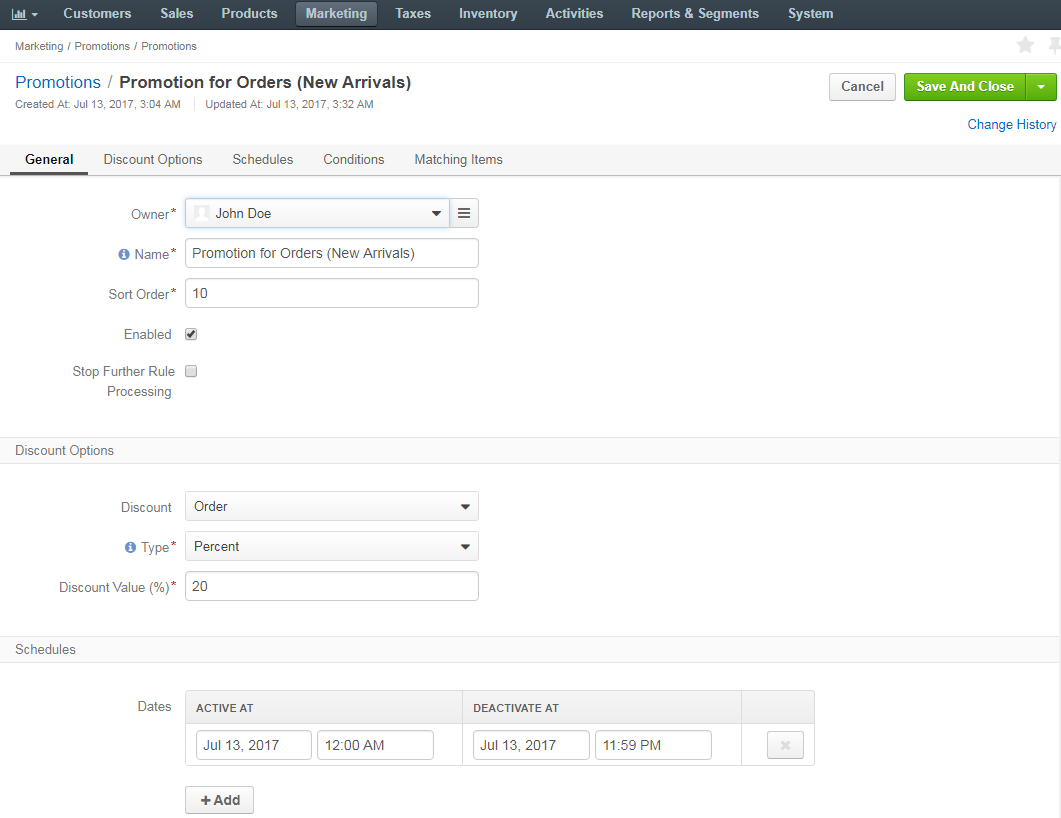 Customers Sales Products Marketing Taxes Inventory Activities Reports & Segments System
Marketing / Promotions / Promotions
Promotions / Promotion for Orders (New Arrivals)
Cancel
Save And Close
Created At: Jul 13, 2017, 3:04 AM Updated At: Jul 13, 2017, 3:32 AM
Change History
General Discount Options Schedules Conditions Matching Items
Owner* John Doe
Name* Promotion for Orders (New Arrivals)
Sort Order* 10
Enabled
Stop Further Rule
Processing
Discount Options
Discount Order
Type* Percent
Discount Value (%)* 20
Schedules
Dates ACTIVE AT DEACTIVATE AT
Jul 13, 2017 12:00 AM Jul 13, 2017 11:59 PM
+ Add